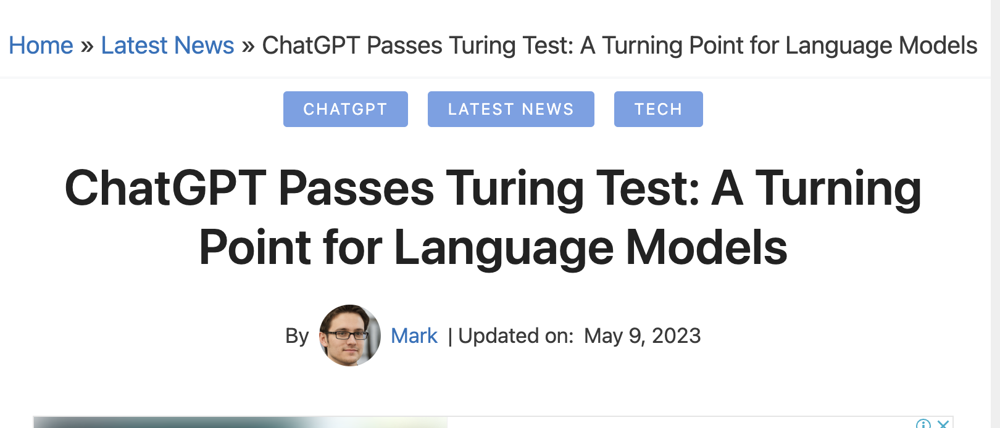 Home » Latest News » ChatGPT Passes Turing Test: A Turning Point for Language Models
CHATGPT LATEST NEWS TECH
ChatGPT Passes Turing Test: A Turning
Point for Language Models
By Mark | Updated on: May 9, 2023